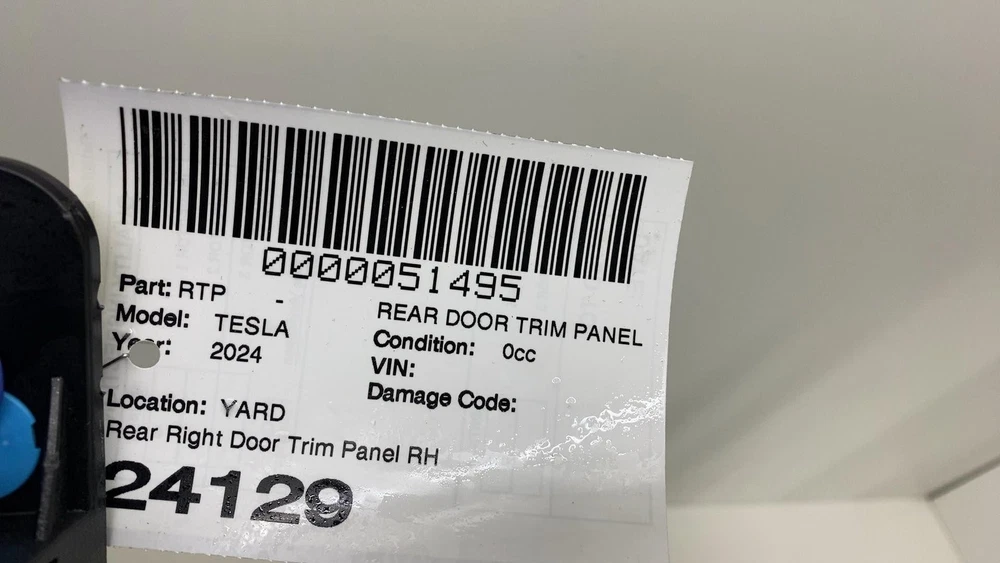 0000051495
Part: RTP - REAR DOOR TRIM PANEL
Model: TESLA Condition: 0cc
Year: 2024 VIN:
Damage Code:
Location: YARD
Rear Right Door Trim Panel RH
24129